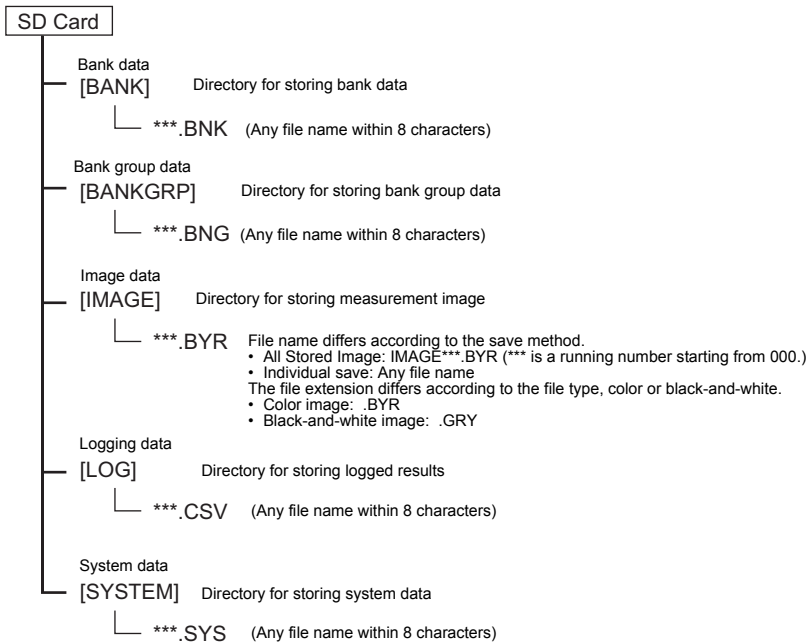 SD Card
Bank data
[BANK] Directory for storing bank data
***.BNK (Any file name within 8 characters)
Bank group data
[BANKGRP] Directory for storing bank group data
***.BNG (Any file name within 8 characters)
Image data
[IMAGE] Directory for storing measurement image
***.BYR File name differs according to the save method.
• All Stored Image: IMAGE***.BYR (*** is a running number starting from 000.)
• Individual save: Any file name
The file extension differs according to the file type, color or black-and-white.
• Color image: .BYR
• Black-and-white image: .GRY
Logging data
[LOG] Directory for storing logged results
***.CSV (Any file name within 8 characters)
System data
[SYSTEM] Directory for storing system data
***.SYS (Any file name within 8 characters)